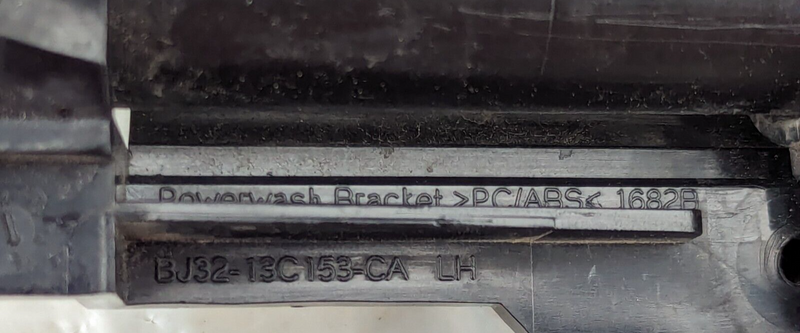 Powerwash Bracket >PC/ABS< 1682B
BJ32-13C153-CA LH